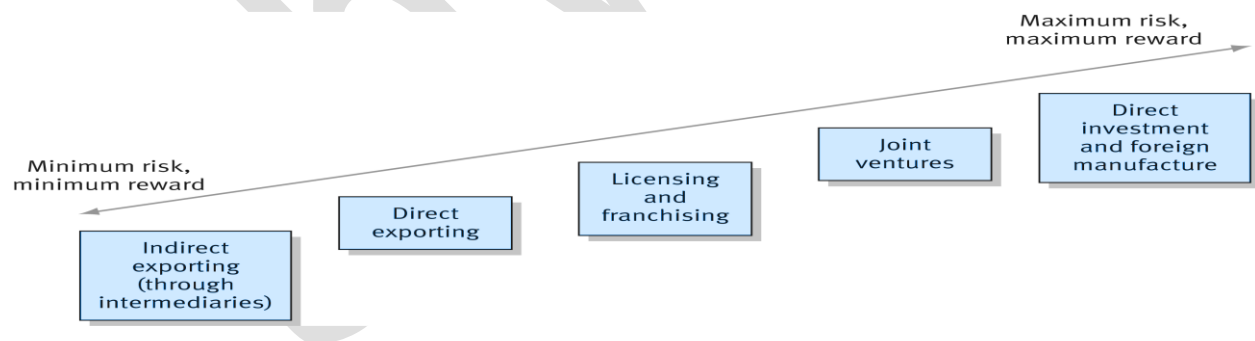 Maximum risk,
maximum reward
Direct
investment
and foreign
manufacture
Joint
ventures
Minimum risk,
minimum reward
Licensing
and
franchising
Direct
exporting
Indirect
exporting
(through
intermediaries)